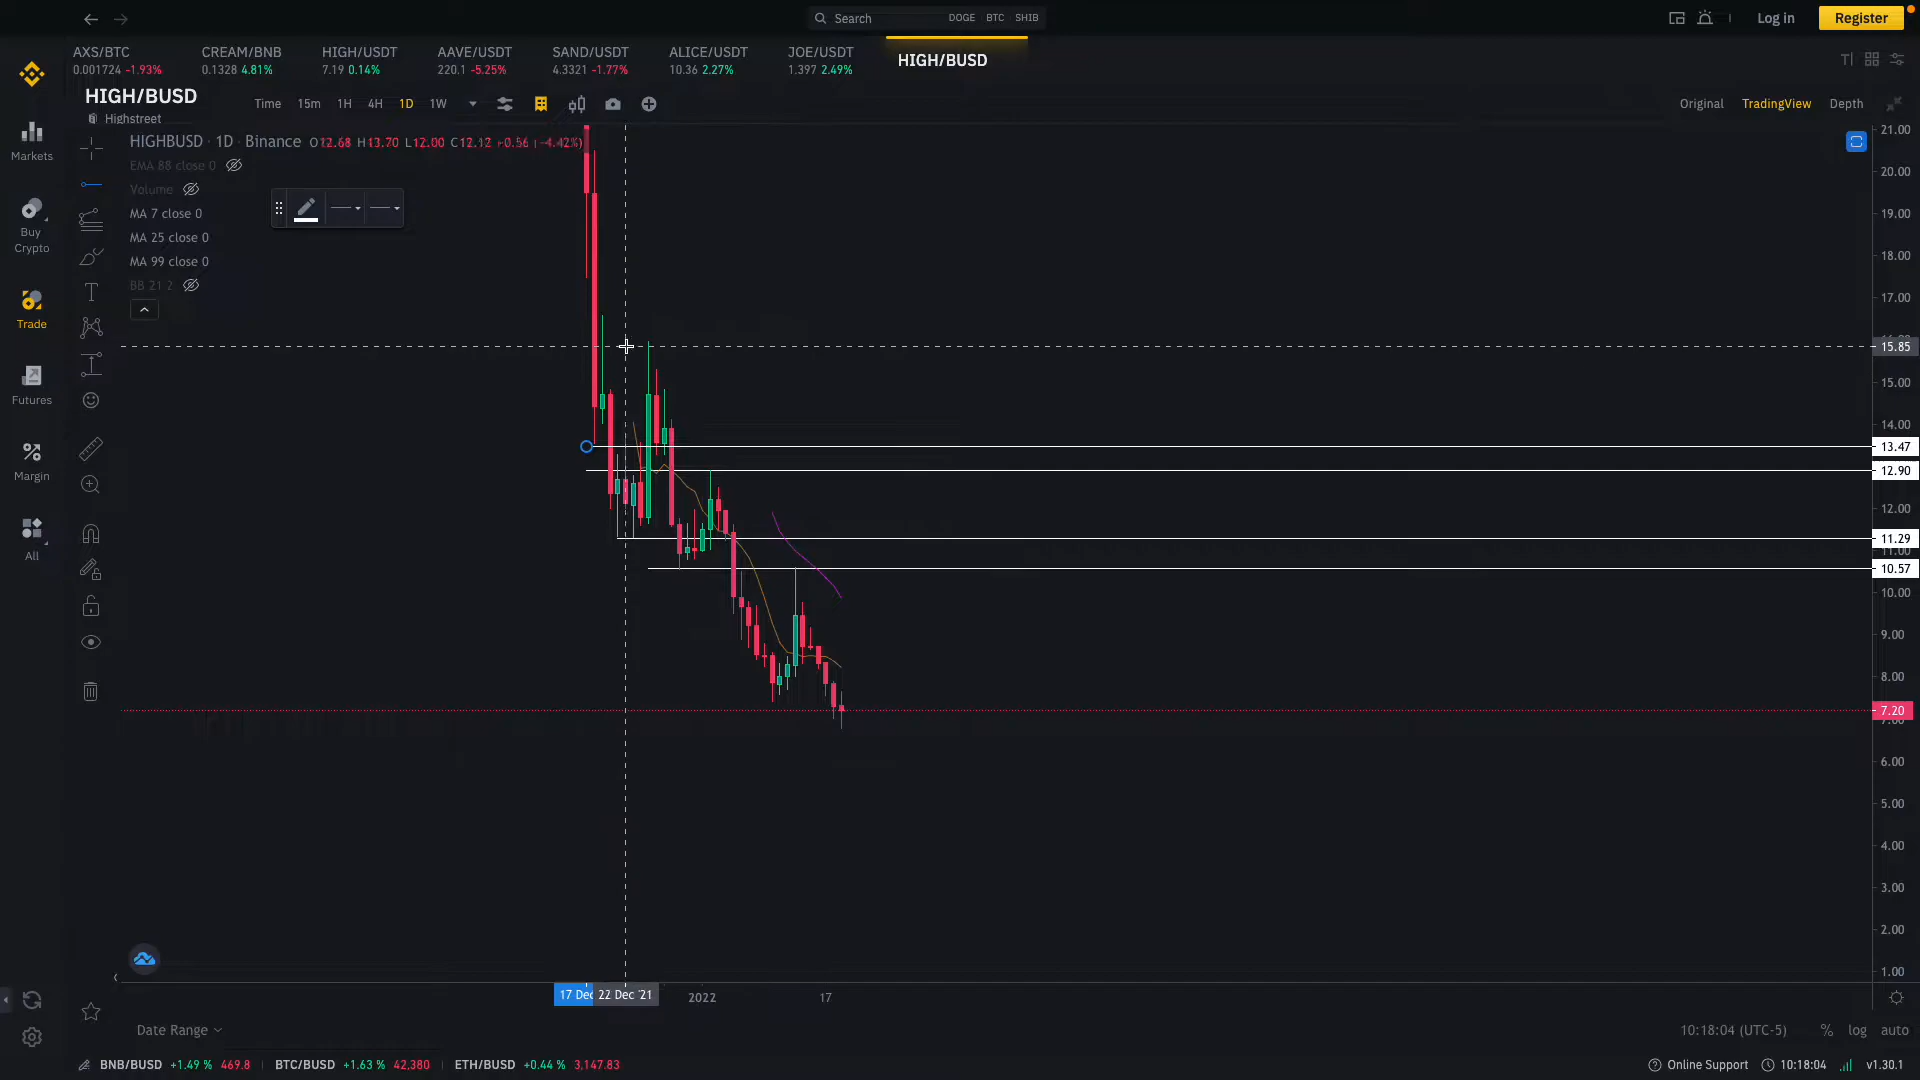 Search DOGE BTC SHIB
Log in
Register
AXS/BTC
0.001724 -1.93%
CREAM/BNB
0.1328 4.81%
HIGH/USDT
7.19 0.14%
AAVE/USDT
220.1 -5.25%
SAND/USDT
4.3321 -1.77%
ALICE/USDT
10.36 2.27%
JOE/USDT
1.397 2.49%
HIGH/BUSD
HIGH/BUSD
Highstreet
Time 15m 1H 4H 1D 1W
Original TradingView Depth
HIGHBUSD · 1D · Binance O12.68 H13.70 L12.00 C12.12 -0.56 (-4.42%)
EMA 88 close 0
Volume
MA 7 close 0
MA 25 close 0
MA 99 close 0
BB 21 2
Markets
Buy
Crypto
Trade
Futures
Margin
All
21.00
20.00
19.00
18.00
17.00
15.85
15.00
14.00
13.47
12.90
12.00
11.29
11.00
10.57
10.00
9.00
8.00
7.20
7.00
6.00
5.00
4.00
3.00
2.00
1.00
17 Dec
22 Dec '21
2022
17
Date Range
10:18:04 (UTC-5) % log auto
BNB/BUSD +1.49 % 469.8
BTC/BUSD +1.63 % 42,380
ETH/BUSD +0.44 % 3,147.83
Online Support
10:18:04
v1.30.1